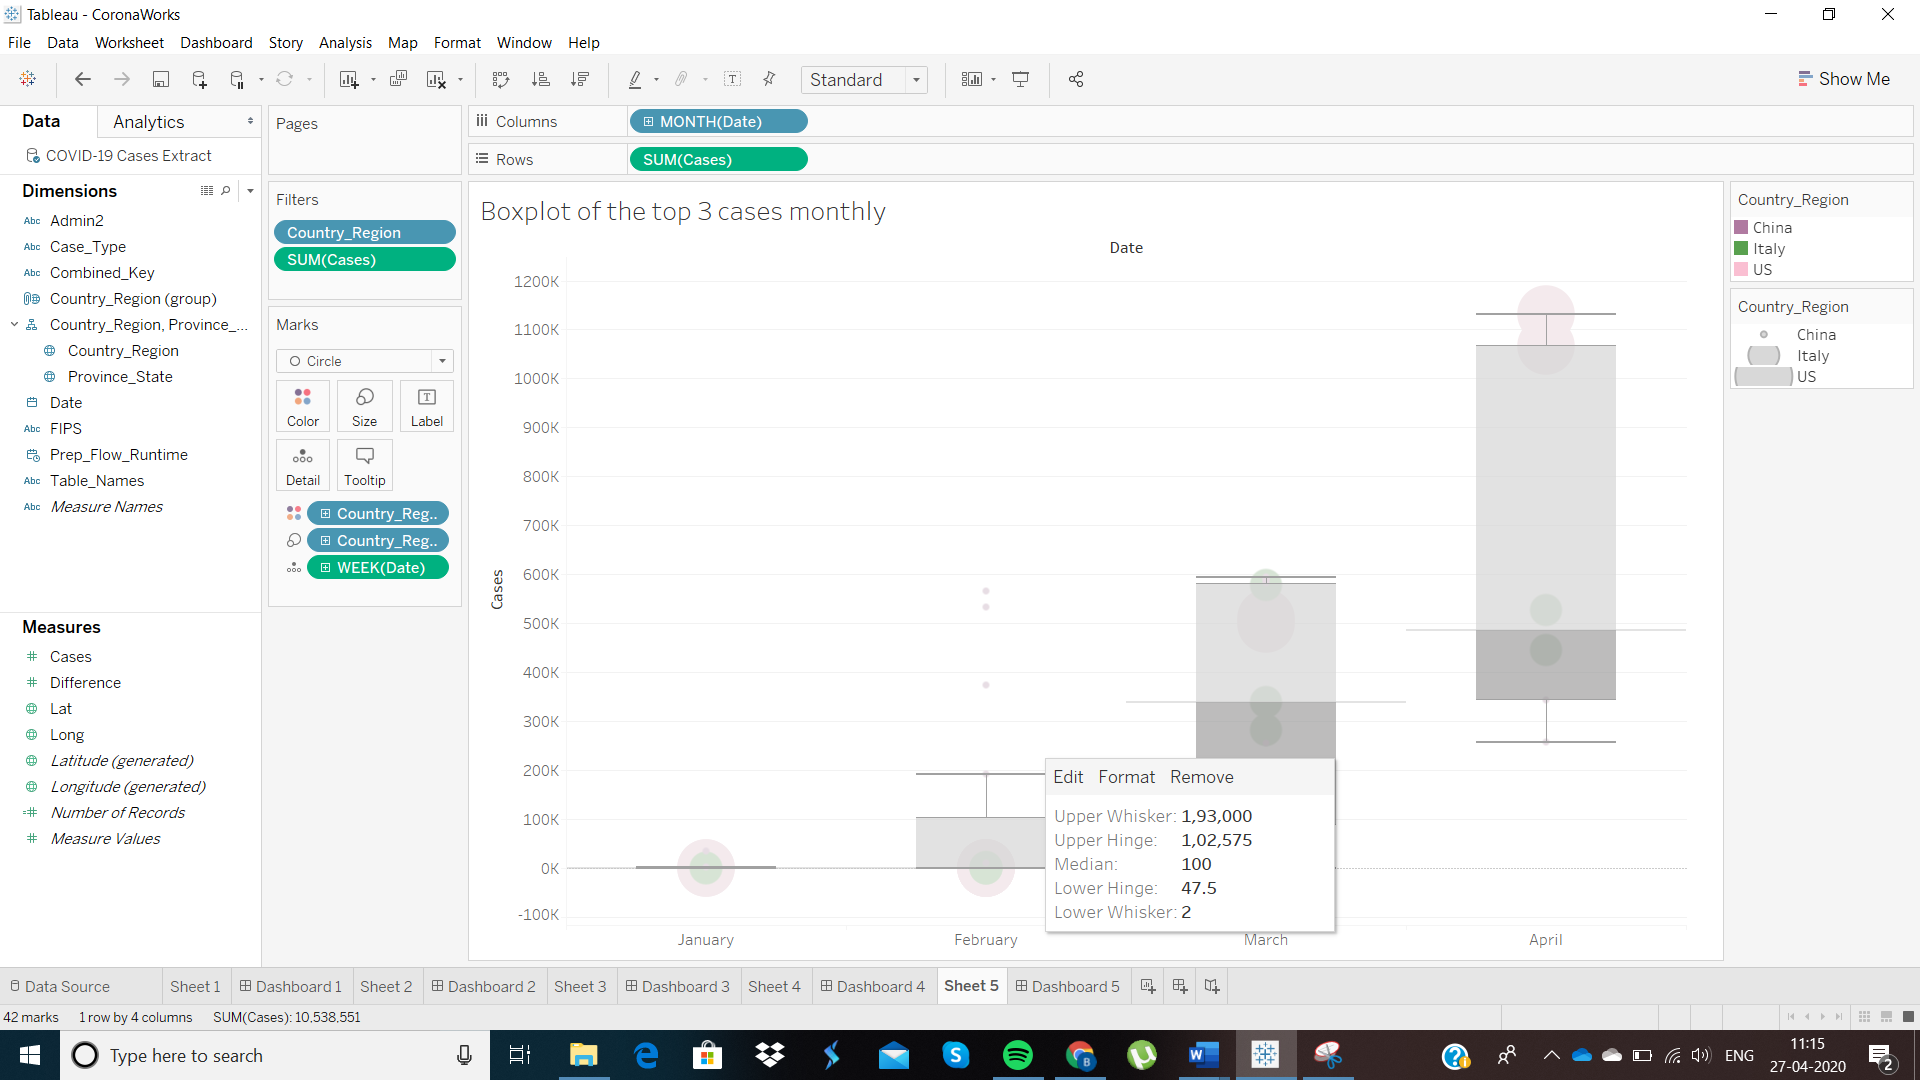 Tableau - CoronaWorks
File Data Worksheet Dashboard Story Analysis Map Format Window Help
Standard
Show Me
Data
Analytics
COVID-19 Cases Extract
Dimensions
Abc Admin2
Abc Case_Type
Abc Combined_Key
Country_Region (group)
Country_Region, Province_...
Country_Region
Province_State
Date
Abc FIPS
Prep_Flow_Runtime
Abc Table_Names
Abc Measure Names
Measures
Cases
Difference
Lat
Long
Latitude (generated)
Longitude (generated)
Number of Records
Measure Values
Pages
Filters
Country_Region
SUM(Cases)
Marks
Circle
Color
Size
Label
Detail
Tooltip
Country_Reg..
Country_Reg..
WEEK(Date)
Columns
MONTH(Date)
Rows
SUM(Cases)
Boxplot of the top 3 cases monthly
Date
Cases
1200K
1100K
1000K
900K
800K
700K
600K
500K
400K
300K
200K
100K
0K
-100K
January
February
March
April
Edit Format Remove
Upper Whisker: 1,93,000
Upper Hinge: 1,02,575
Median: 100
Lower Hinge: 47.5
Lower Whisker: 2
Country_Region
China
Italy
US
Country_Region
China
Italy
US
Data Source
Sheet 1
Dashboard 1
Sheet 2
Dashboard 2
Sheet 3
Dashboard 3
Sheet 4
Dashboard 4
Sheet 5
Dashboard 5
42 marks
1 row by 4 columns
SUM(Cases): 10,538,551
Type here to search
ENG
11:15
27-04-2020
2